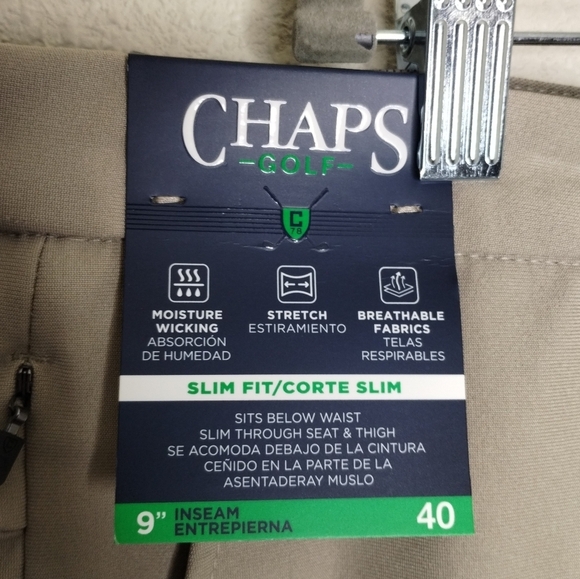 CHAPS
GOLF
C
78
MOISTURE
WICKING
ABSORCIÓN
DE HUMEDAD
STRETCH
ESTIRAMIENTO
BREATHABLE
FABRICS
TELAS
RESPIRABLES
SLIM FIT/CORTE SLIM
SITS BELOW WAIST
SLIM THROUGH SEAT & THIGH
SE ACOMODA DEBAJO DE LA CINTURA
CEÑIDO EN LA PARTE DE LA
ASENTADERAY MUSLO
9” INSEAM
ENTREPIERNA
40